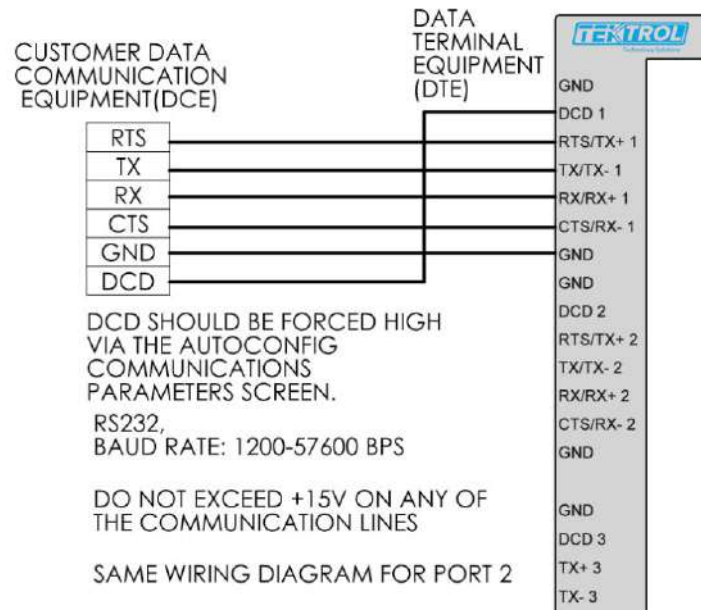 CUSTOMER DATA
COMMUNICATION
EQUIPMENT(DCE)
RTS
TX
RX
CTS
GND
DCD
DATA
TERMINAL
EQUIPMENT
(DTE)
TEKTROL
GND
DCD 1
RTS/TX+ 1
TX/TX- 1
RX/RX+ 1
CTS/RX- 1
GND
GND
DCD 2
RTS/TX+ 2
TX/TX- 2
RX/RX+ 2
CTS/RX- 2
GND
GND
DCD 3
TX+ 3
TX- 3
DCD SHOULD BE FORCED HIGH
VIA THE AUTOCONFIG
COMMUNICATIONS
PARAMETERS SCREEN.
RS232,
BAUD RATE: 1200-57600 BPS
DO NOT EXCEED +15V ON ANY OF
THE COMMUNICATION LINES
SAME WIRING DIAGRAM FOR PORT 2